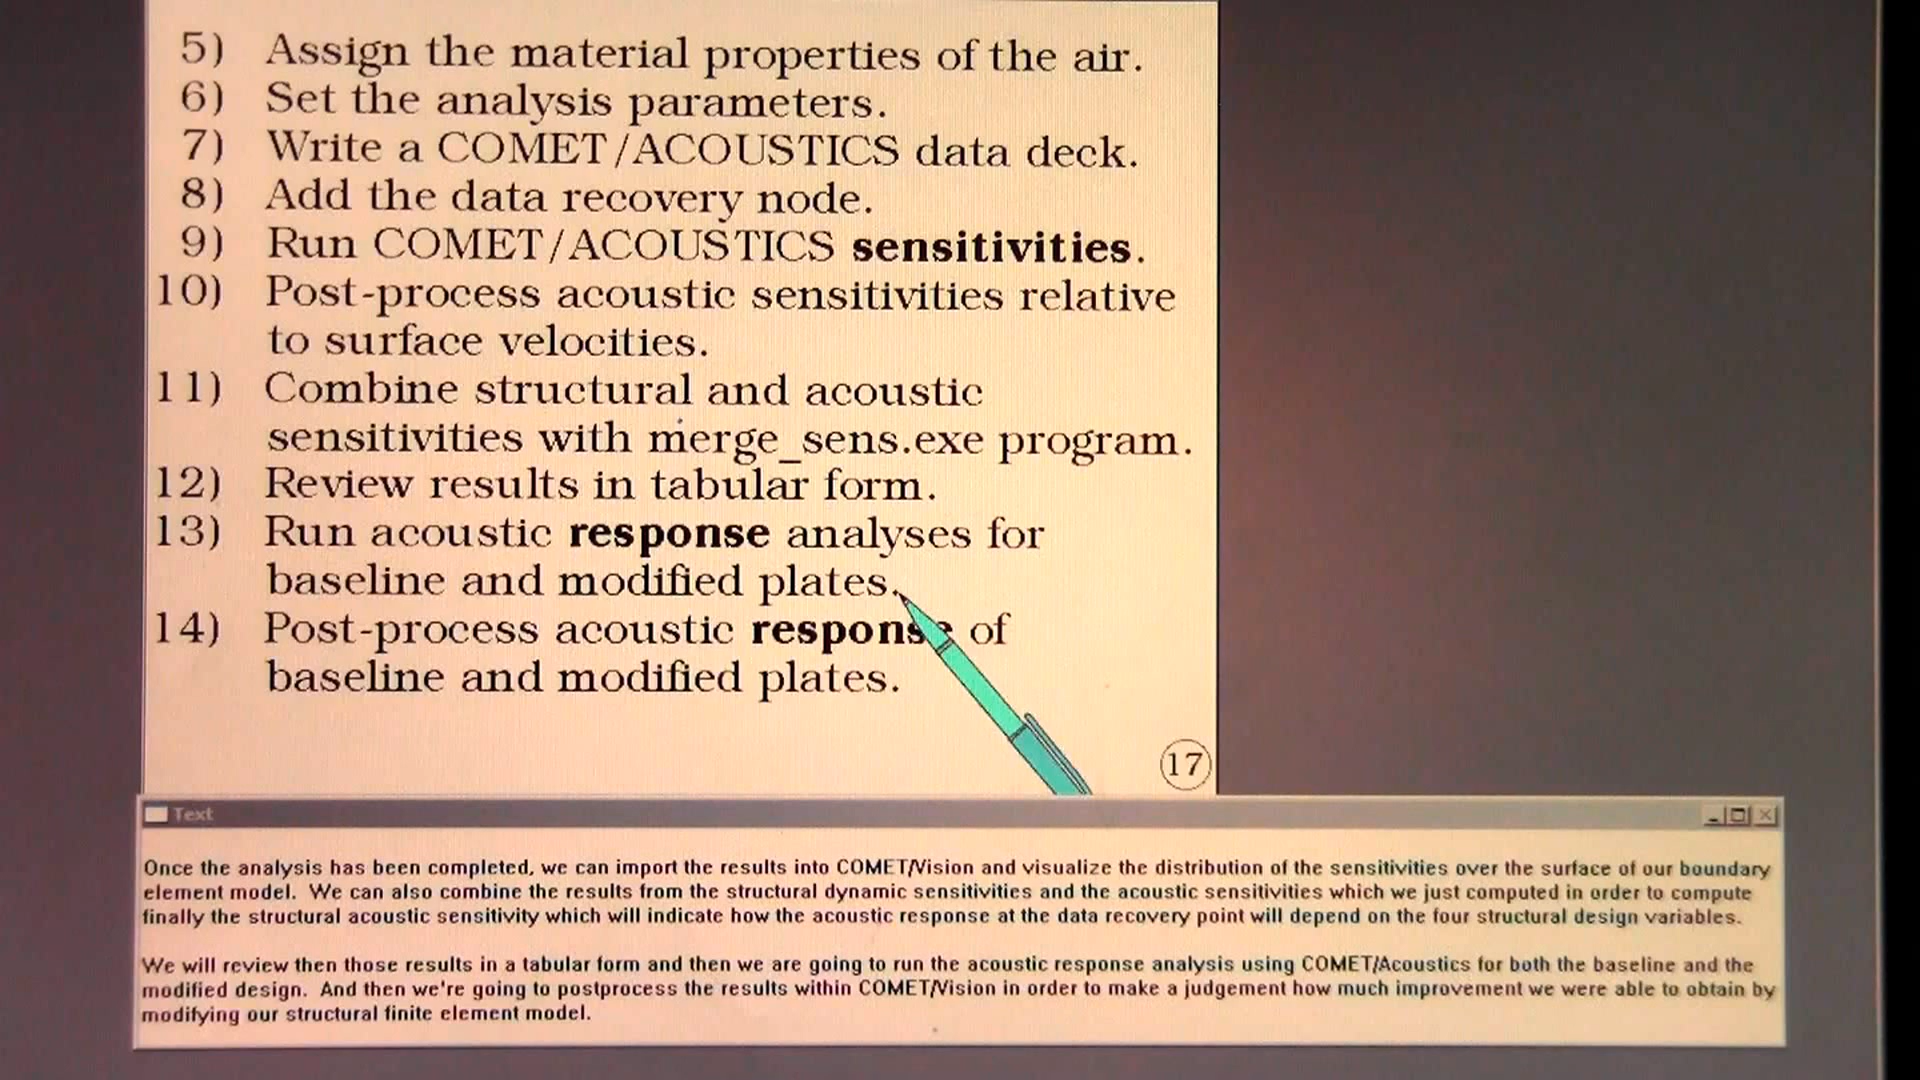 5) Assign the material properties of the air.
6) Set the analysis parameters.
7) Write a COMET/ACOUSTICS data deck.
8) Add the data recovery node.
9) Run COMET/ACOUSTICS sensitivities.
10) Post-process acoustic sensitivities relative
to surface velocities.
11) Combine structural and acoustic
sensitivities with merge_sens.exe program.
12) Review results in tabular form.
13) Run acoustic response analyses for
baseline and modified plates.
14) Post-process acoustic response of
baseline and modified plates.
17
Text
Once the analysis has been completed, we can import the results into COMET/Vision and visualize the distribution of the sensitivities over the surface of our boundary
element model. We can also combine the results from the structural dynamic sensitivities and the acoustic sensitivities which we just computed in order to compute
finally the structural acoustic sensitivity which will indicate how the acoustic response at the data recovery point will depend on the four structural design variables.
We will review then those results in a tabular form and then we are going to run the acoustic response analysis using COMET/Acoustics for both the baseline and the
modified design. And then we're going to postprocess the results within COMET/Vision in order to make a judgement how much improvement we were able to obtain by
modifying our structural finite element model.